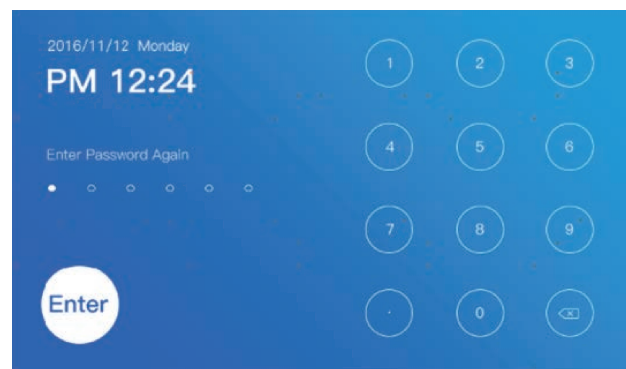 2016/11/12 Monday
PM 12:24
Enter Password Again
Enter
1 2 3
4 5 6
7 8 9
. 0